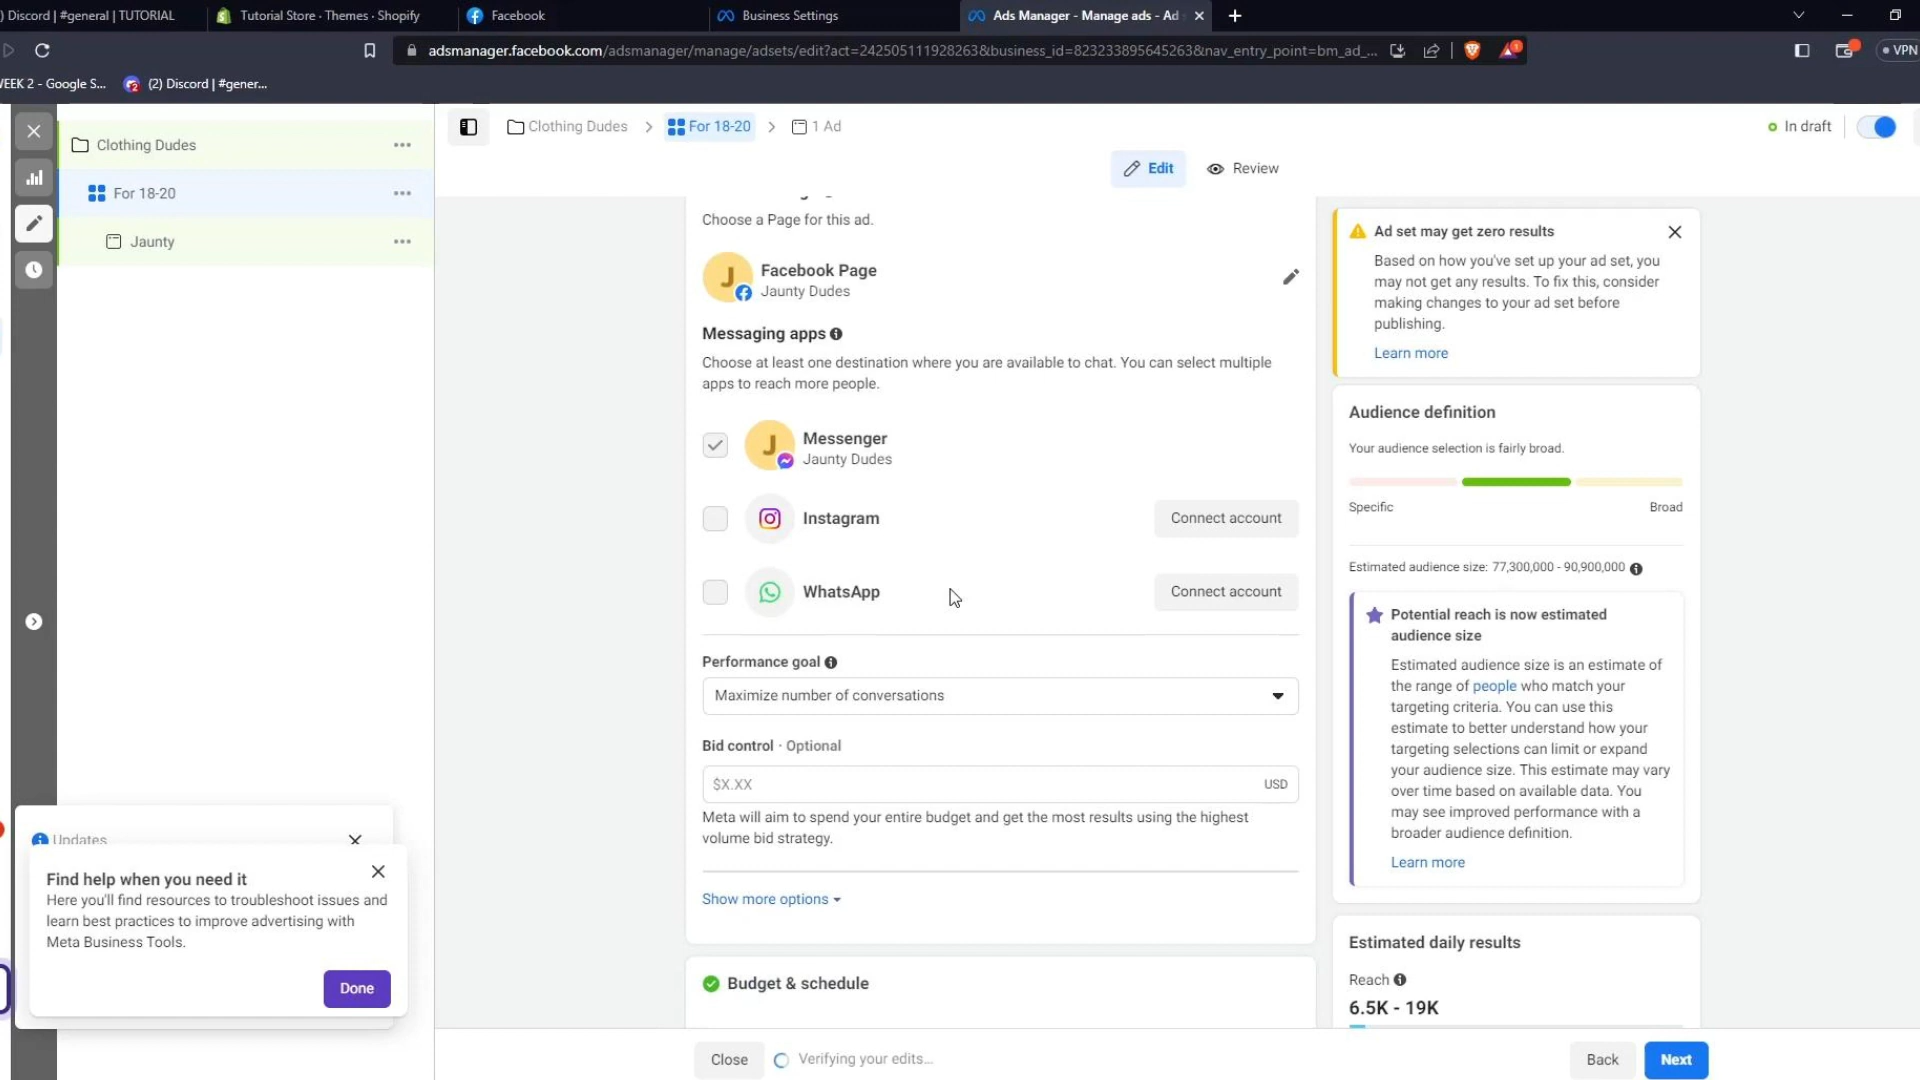 ) Discord | #general | TUTORIAL
Tutorial Store · Themes · Shopify
Facebook
Business Settings
Ads Manager - Manage ads - Ad
adsmanager.facebook.com/adsmanager/manage/adsets/edit?act=242505111928263&business_id=823233895645263&nav_entry_point=bm_ad_...
1
VPN
WEEK 2 - Google S...
(2) Discord | #gener...
Clothing Dudes
For 18-20
Jaunty
Clothing Dudes
For 18-20
1 Ad
In draft
Edit
Review
Choose a Page for this ad.
J
Facebook Page
Jaunty Dudes
Messaging apps
Choose at least one destination where you are available to chat. You can select multiple
apps to reach more people.
J
Messenger
Jaunty Dudes
Instagram
Connect account
WhatsApp
Connect account
Performance goal
Maximize number of conversations
Bid control · Optional
$X.XX
USD
Meta will aim to spend your entire budget and get the most results using the highest
volume bid strategy.
Show more options
Budget & schedule
Ad set may get zero results
Based on how you've set up your ad set, you
may not get any results. To fix this, consider
making changes to your ad set before
publishing.
Learn more
Audience definition
Your audience selection is fairly broad.
Specific
Broad
Estimated audience size: 77,300,000 - 90,900,000
Potential reach is now estimated
audience size
Estimated audience size is an estimate of
the range of people who match your
targeting criteria. You can use this
estimate to better understand how your
targeting selections can limit or expand
your audience size. This estimate may vary
over time based on available data. You
may see improved performance with a
broader audience definition.
Learn more
Estimated daily results
Reach
6.5K - 19K
Updates
Find help when you need it
Here you'll find resources to troubleshoot issues and
learn best practices to improve advertising with
Meta Business Tools.
Done
Close
Verifying your edits...
Back
Next